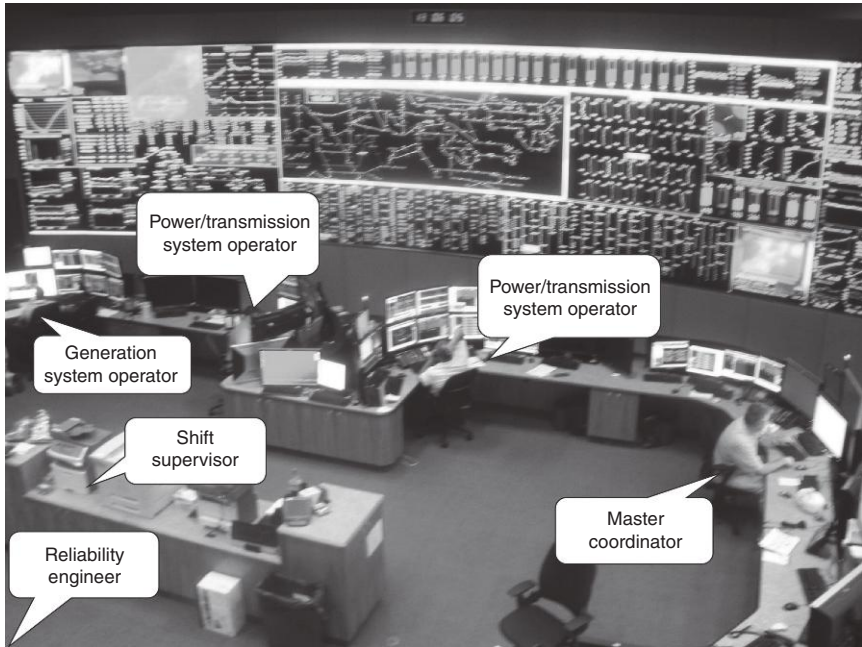 Power/transmission
system operator
Power/transmission
system operator
Generation
system operator
Shift
supervisor
Master
coordinator
Reliability
engineer